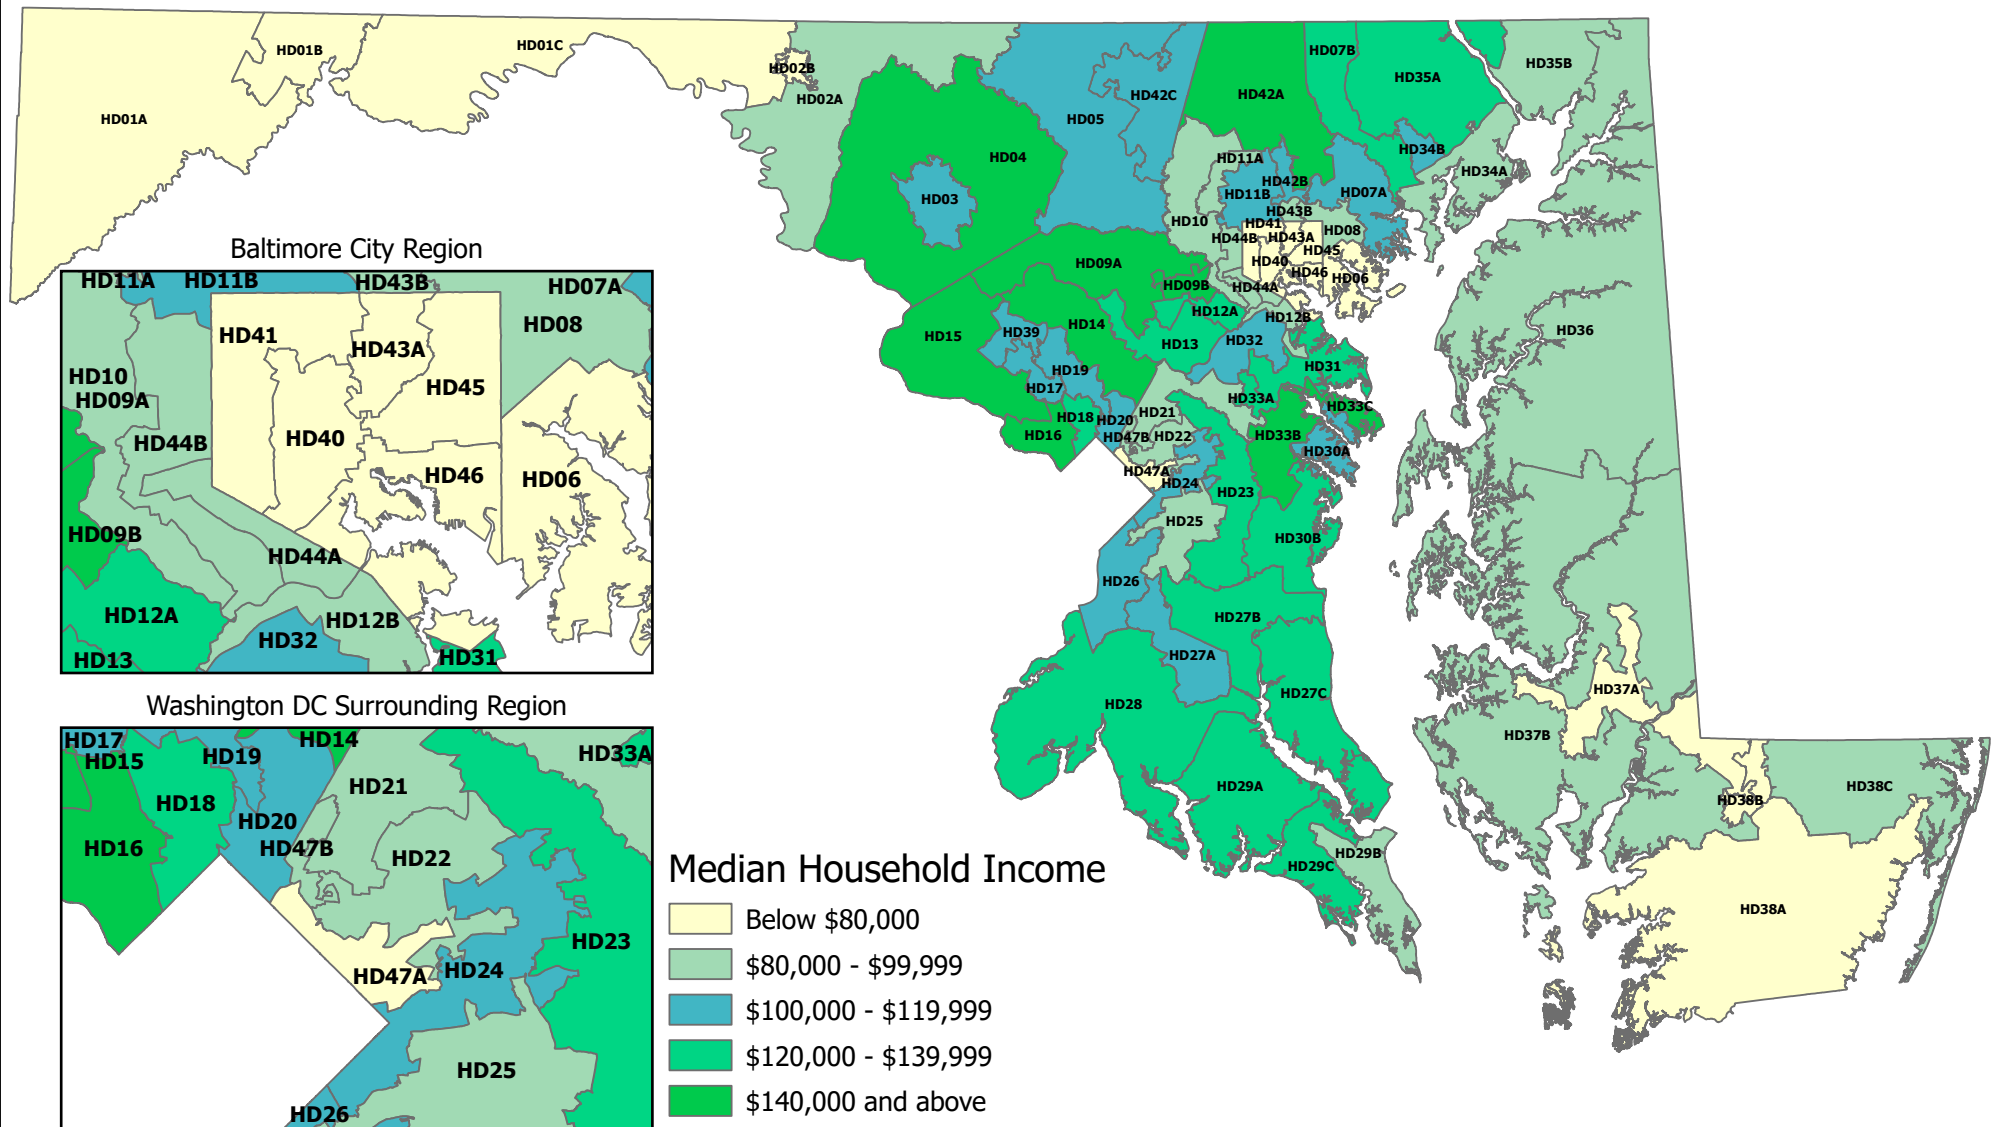 HD01A
HD01B
HD01C
HD02B
HD02A
HD03
HD04
HD05
HD42C
HD42A
HD07B
HD35A
HD35B
HD34B
HD34A
HD11A
HD11B
HD42B
HD07A
HD43B
HD10
HD41
HD44B
HD43A
HD08
HD45
HD40
HD46
HD06
HD44A
HD09A
HD09B
HD12A
HD12B
HD36
HD15
HD39
HD14
HD13
HD32
HD31
HD19
HD17
HD33A
HD33C
HD18
HD20
HD21
HD16
HD47B
HD22
HD33B
HD30A
HD47A
HD24
HD23
HD25
HD30B
HD26
HD27B
HD27A
HD27C
HD28
HD29A
HD29B
HD29C
HD37A
HD37B
HD38B
HD38C
HD38A
Baltimore City Region
HD11A
HD11B
HD43B
HD07A
HD41
HD43A
HD08
HD10
HD09A
HD45
HD44B
HD40
HD46
HD06
HD09B
HD44A
HD12A
HD12B
HD32
HD13
HD31
Washington DC Surrounding Region
HD17
HD15
HD19
HD14
HD33A
HD18
HD21
HD20
HD16
HD47B
HD22
HD23
HD47A
HD24
HD25
HD26
Median Household Income
Below $80,000
$80,000 - $99,999
$100,000 - $119,999
$120,000 - $139,999
$140,000 and above